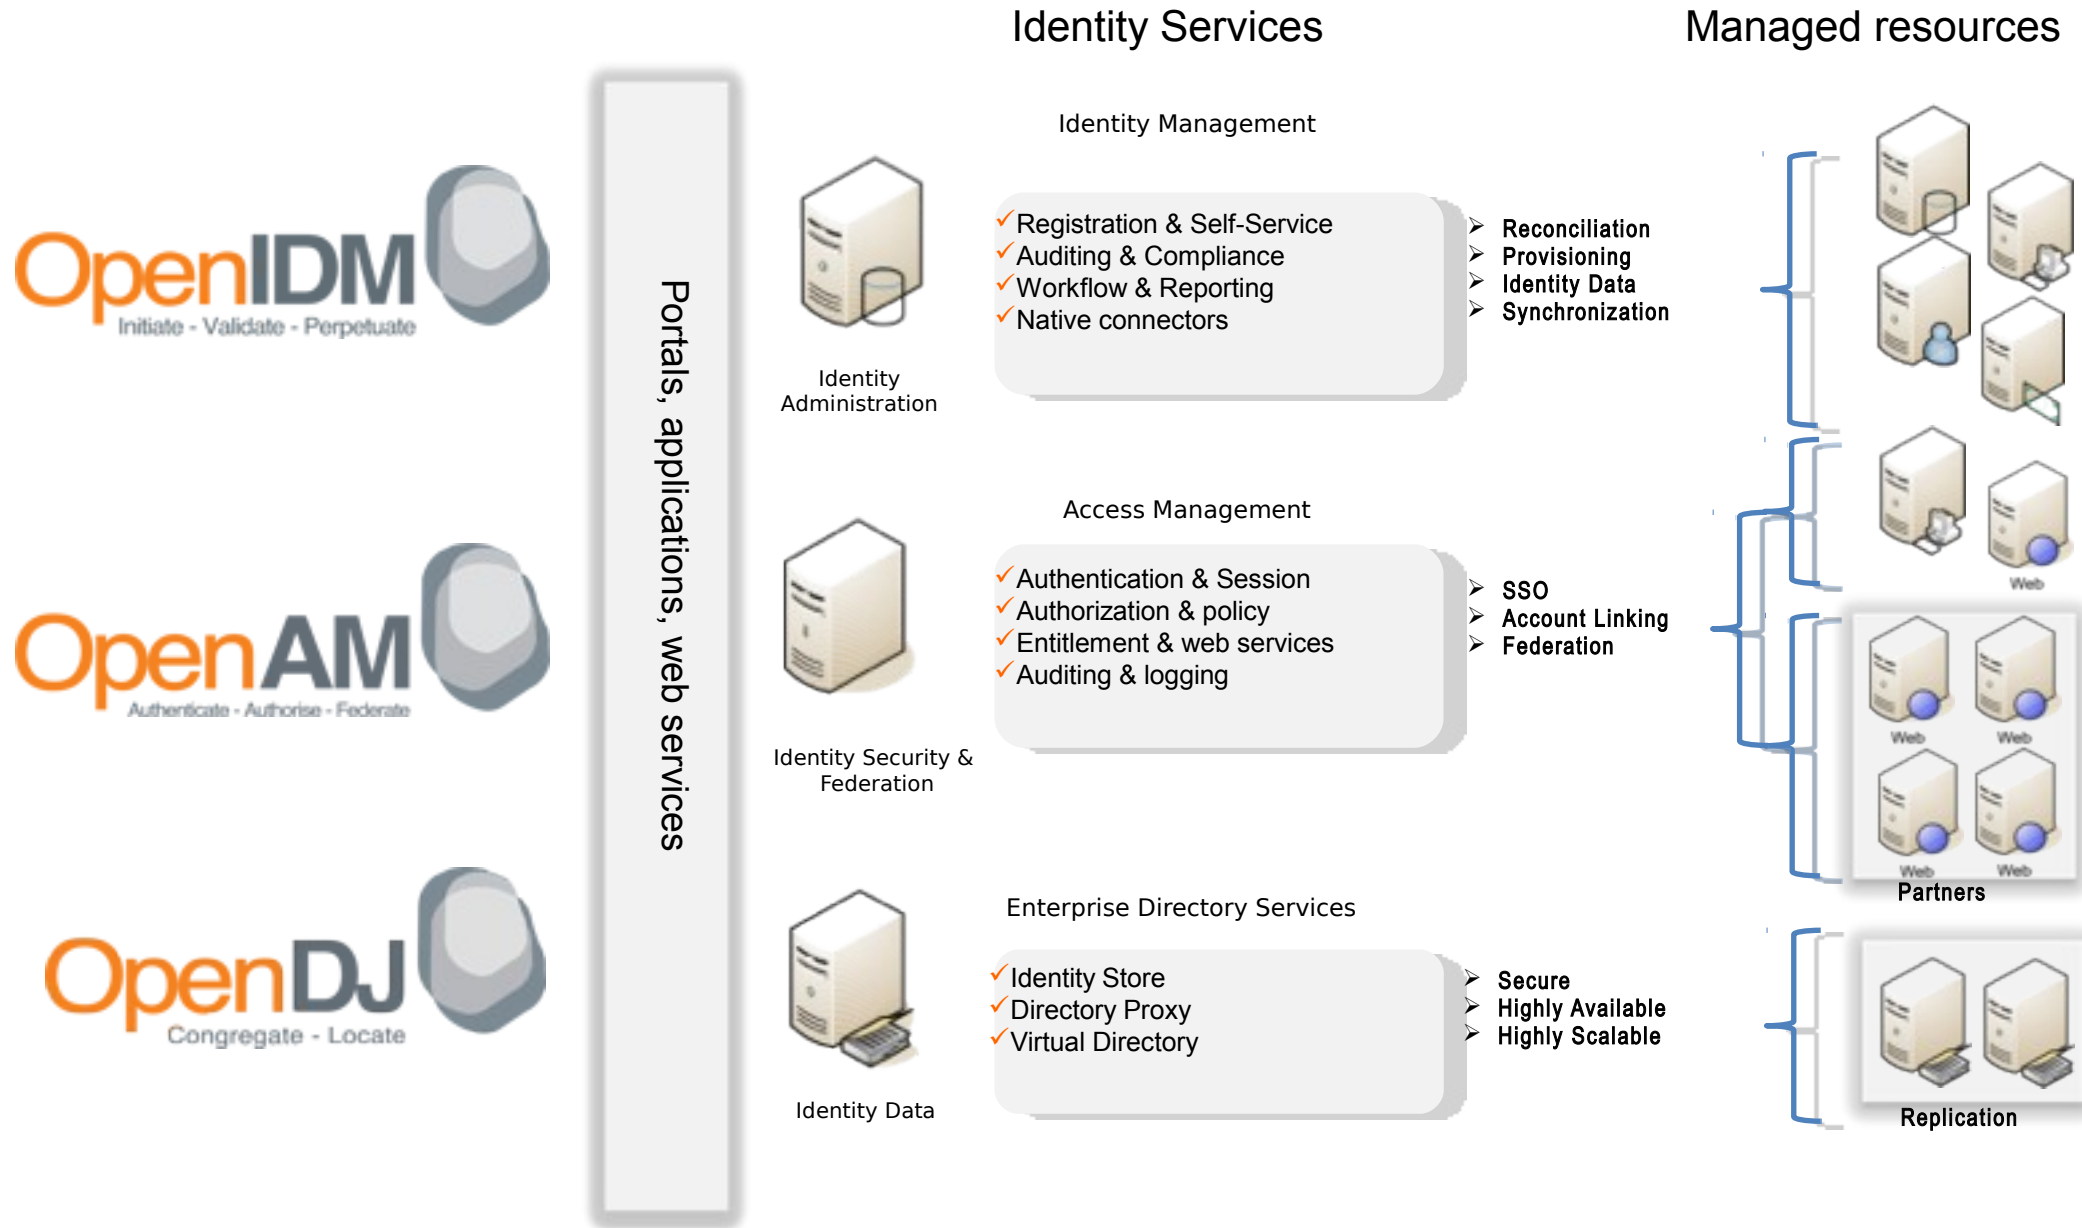 Identity Services
Managed resources
OpenIDM
Initiate - Validate - Perpetuate
OpenAM
Authenticate - Authorise - Federate
OpenDJ
Congregate - Locate
Portals, applications, web services
Identity Management
Identity
Administration
Registration & Self-Service
Auditing & Compliance
Workflow & Reporting
Native connectors
Reconciliation
Provisioning
Identity Data
Synchronization
Access Management
Identity Security &
Federation
Authentication & Session
Authorization & policy
Entitlement & web services
Auditing & logging
SSO
Account Linking
Federation
Web
Web
Web
Web
Web
Partners
Enterprise Directory Services
Identity Data
Identity Store
Directory Proxy
Virtual Directory
Secure
Highly Available
Highly Scalable
Replication